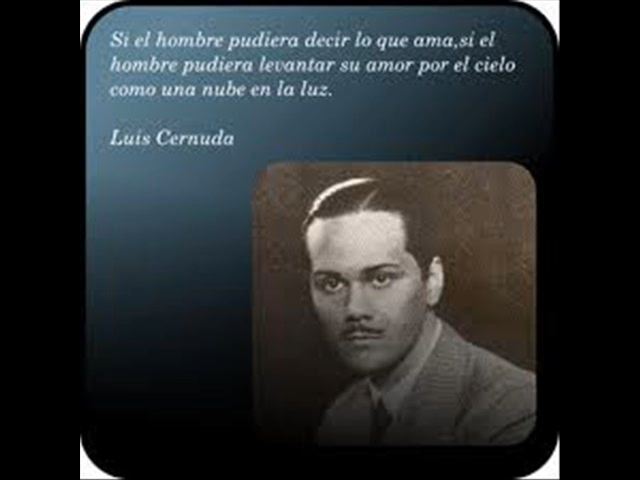 Si el hombre pudiera decir lo que ama,si el
hombre pudiera levantar su amor por el cielo
como una nube en la luz.
Luis Cernuda